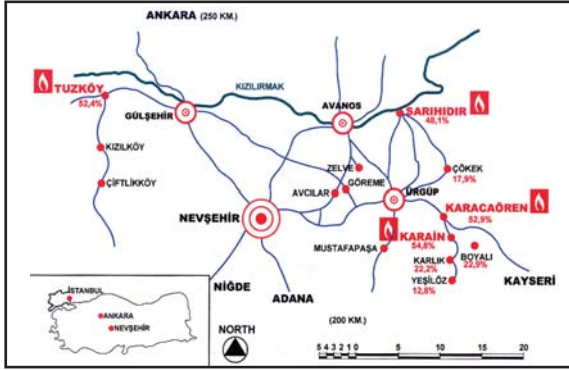 ANKARA (250 KM.)
KIZILIRMAK
TUZKÖY
52,4%
GÜLŞEHİR
AVANOS
SARIHIDIR
48,1%
KIZILKÖY
ZELVE
ÇÖKEK
17,9%
ÇİFTLİKKÖY
AVCILAR
GÖREME
ÜRGÜP
NEVŞEHİR
KARACAÖREN
52,9%
MUSTAFAPAŞA
KARAİN
54,8%
KARLIK
22,2%
BOYALI
22,9%
YEŞİLÖZ
12,8%
KAYSERİ
NİĞDE
ADANA
İSTANBUL
ANKARA
NEVŞEHİR
NORTH
(200 KM.)
5 4 3 2 1 0 5 10 15 20